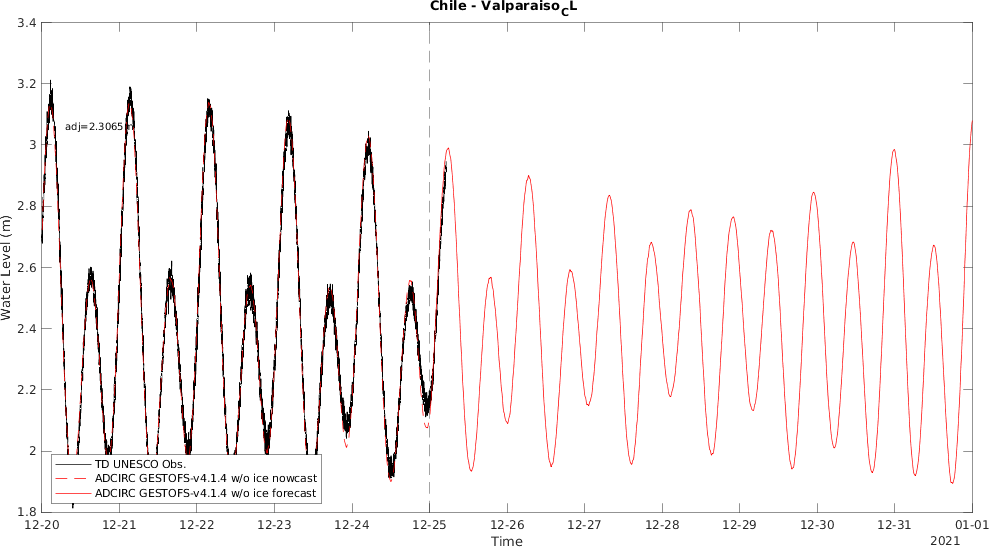 Chile - Valparaiso_CL
3.4
3.2
3
2.8
2.6
2.4
2.2
2
1.8
Water Level (m)
adj=2.3065 m
TD UNESCO Obs.
ADCIRC GESTOFS-v4.1.4 w/o ice nowcast
ADCIRC GESTOFS-v4.1.4 w/o ice forecast
12-20 12-21 12-22 12-23 12-24 12-25 12-26 12-27 12-28 12-29 12-30 12-31 01-01
Time
2021